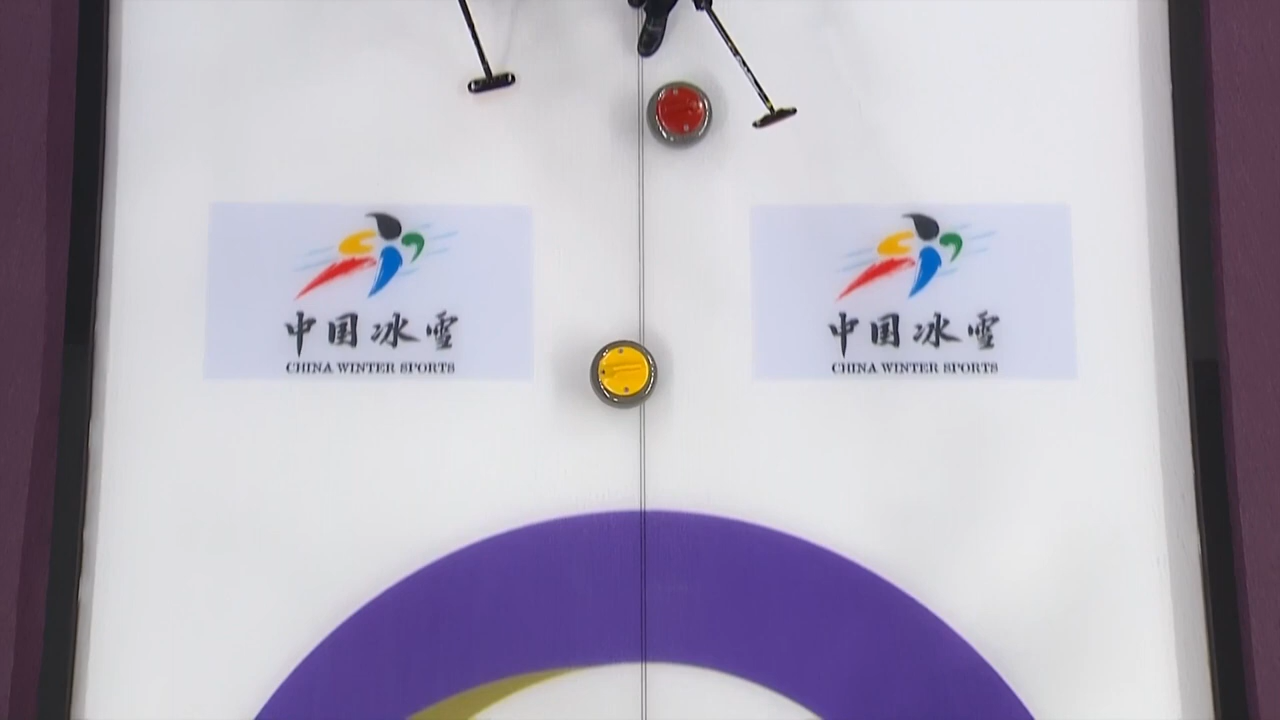 中国冰雪
CHINA WINTER SPORTS
中国冰雪
CHINA WINTER SPORTS